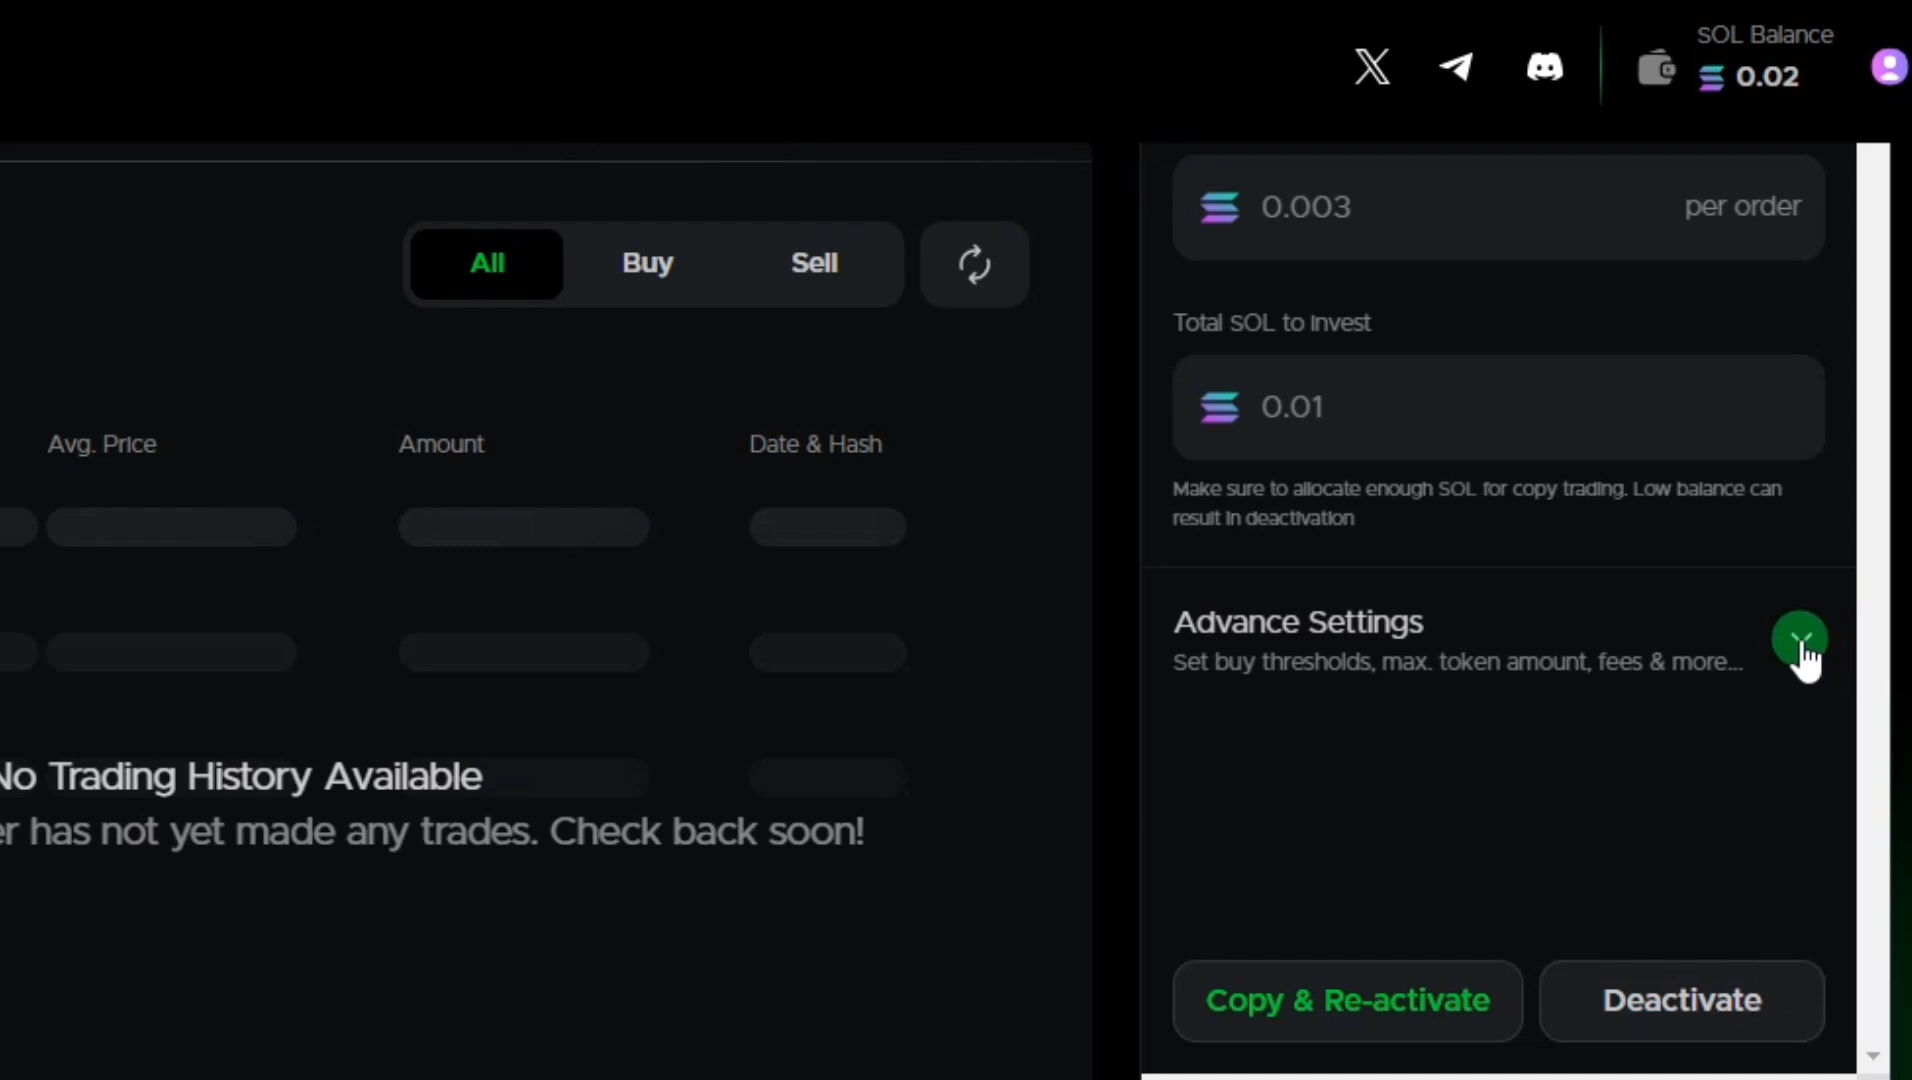 SOL Balance
0.02
0.003 per order
All Buy Sell
Total SOL to Invest
0.01
Avg. Price Amount Date & Hash
Make sure to allocate enough SOL for copy trading. Low balance can
result in deactivation
Advance Settings
Set buy thresholds, max. token amount, fees & more...
No Trading History Available
er has not yet made any trades. Check back soon!
Copy & Re-activate Deactivate